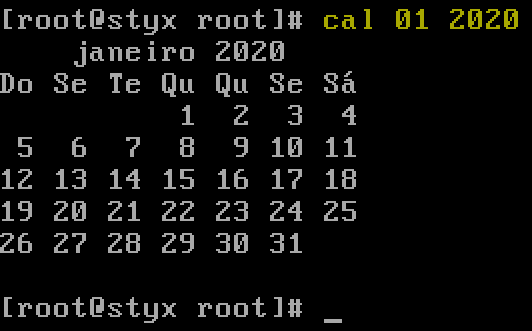 [root@styx root]# cal 01 2020
    janeiro 2020
Do Se Te Qu Qu Se Sá
          1  2  3  4
 5  6  7  8  9 10 11
12 13 14 15 16 17 18
19 20 21 22 23 24 25
26 27 28 29 30 31
[root@styx root]# _